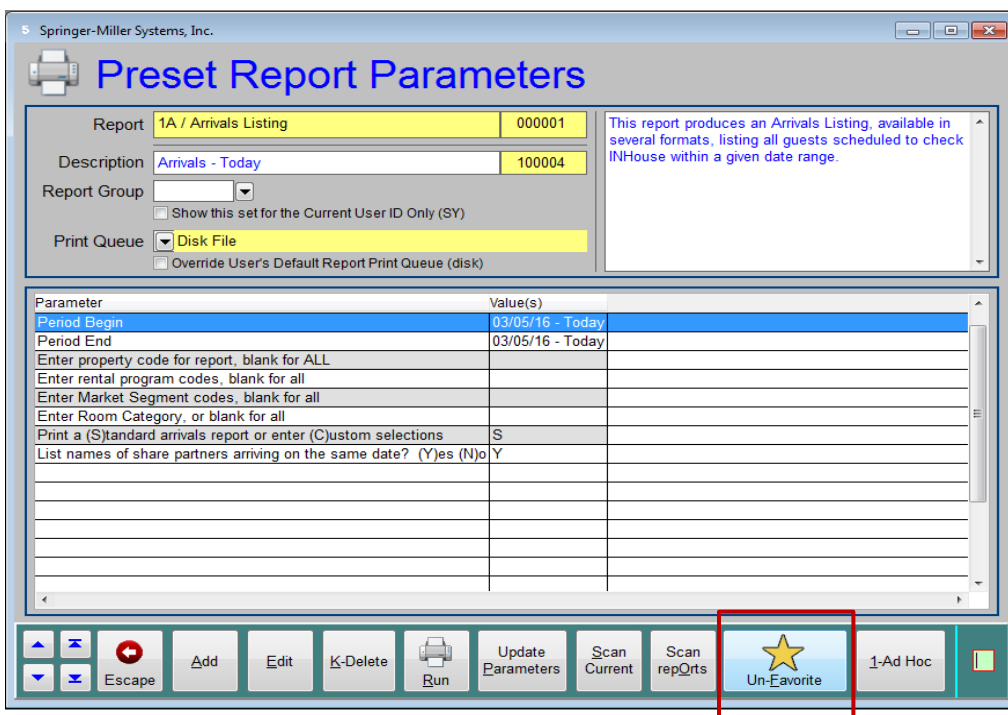 5 Springer-Miller Systems, Inc.
Preset Report Parameters
Report 1A / Arrivals Listing 000001
Description Arrivals - Today 100004
Report Group
Show this set for the Current User ID Only (SY)
Print Queue Disk File
Override User's Default Report Print Queue (disk)
This report produces an Arrivals Listing, available in
several formats, listing all guests scheduled to check
INHouse within a given date range.
Parameter Value(s)
Period Begin 03/05/16 - Today
Period End 03/05/16 - Today
Enter property code for report, blank for ALL
Enter rental program codes, blank for all
Enter Market Segment codes, blank for all
Enter Room Category, or blank for all
Print a (S)tandard arrivals report or enter (C)ustom selections S
List names of share partners arriving on the same date? (Y)es (N)o Y
Escape
Add
Edit
K-Delete
Run
Update
Parameters
Scan
Current
Scan
repOrts
Un-Favorite
1-Ad Hoc